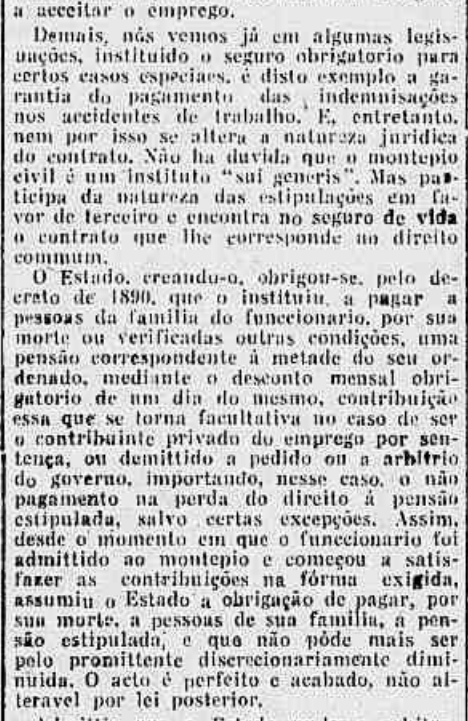 a acceitar o emprego.
Demais, nós vemos já em algumas legis-
uações, instituido o seguro obrigatorio para
certos casos especiaes, é disto exemplo a ga-
rantia do pagamento das indemnisações
nos accidentes de trabalho. E, entretanto,
nem por isso se altera a natureza juridica
do contrato. Não ha duvida que o montepio
civil é um instituto "sui generis". Mas par-
ticipa da natureza das estipulações em fa-
vor de terceiro e encontra no seguro de vida
o contrato que lhe corresponde no direito
commum.
O Estado, creando-o, obrigou-se, pelo de-
creto de 1890, que o instituiu, a pagar a
pessoas da familia do funccionario, por sua
morte ou verificadas outras condições, uma
pensão correspondente á metade do seu or-
denado, mediante o desconto mensal obri-
gatorio de um dia do mesmo, contribuição
essa que se torna facultativa no caso de ser
o contribuinte privado do emprego por sen-
tença, ou demittido a pedido ou a arbitrio
do governo, importando, nesse caso, o não
pagamento na perda do direito á pensão
estipulada, salvo certas excepções. Assim,
desde o momento em que o funccionario foi
admittido ao montepio e começou a satis-
fazer as contribuições na fórma exigida,
assumiu o Estado a obrigação de pagar, por
sua morte, a pessoas de sua familia, a pen-
são estipulada, e que não póde mais ser
pelo promittente discrecionariamente dimi-
nuida. O acto é perfeito e acabado, não al-
teravel por lei posterior.